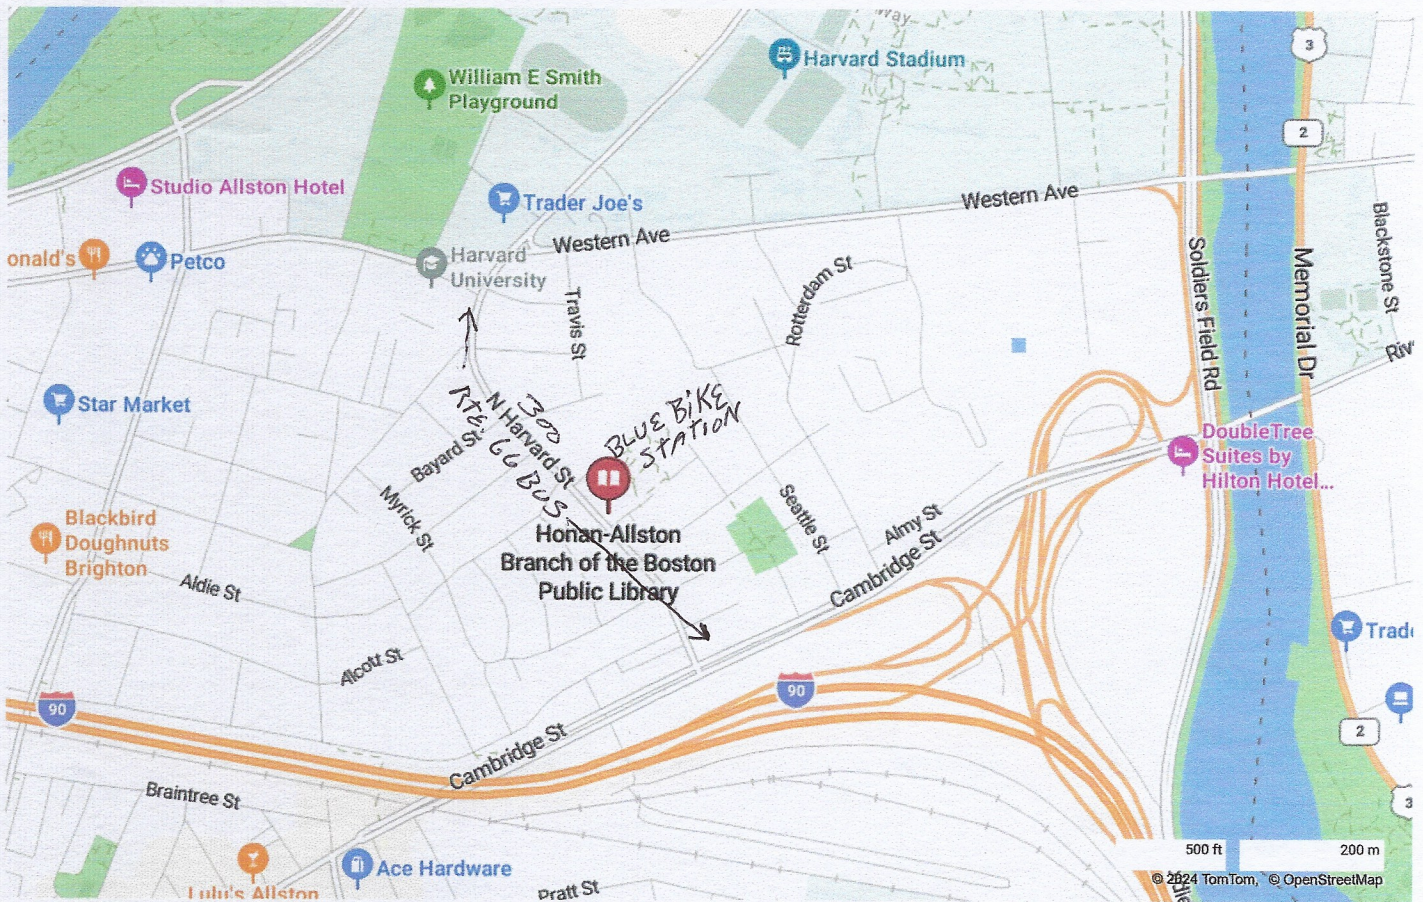 Way
3
Harvard Stadium
William E Smith
Playground
2
Studio Allston Hotel
Trader Joe's
Western Ave
Western Ave
Blackstone St
onald's
Petco
Harvard
University
Soldiers Field Rd
Memorial Dr
Rotterdam St
Travis St
Riv
Star Market
N Harvard St
300
RTE. 66 BUS
BLUE BIKE
STATION
Bayard St
DoubleTree
Suites by
Hilton Hotel...
Myrick St
Seattle St
Almy St
Cambridge St
Blackbird
Doughnuts
Brighton
Honan-Allston
Branch of the Boston
Public Library
Aldie St
Trade
Alcott St
90
90
2
Cambridge St
Braintree St
3
500 ft
200 m
Ace Hardware
Lulu's Allston
Pratt St
© 2024 TomTom, © OpenStreetMap